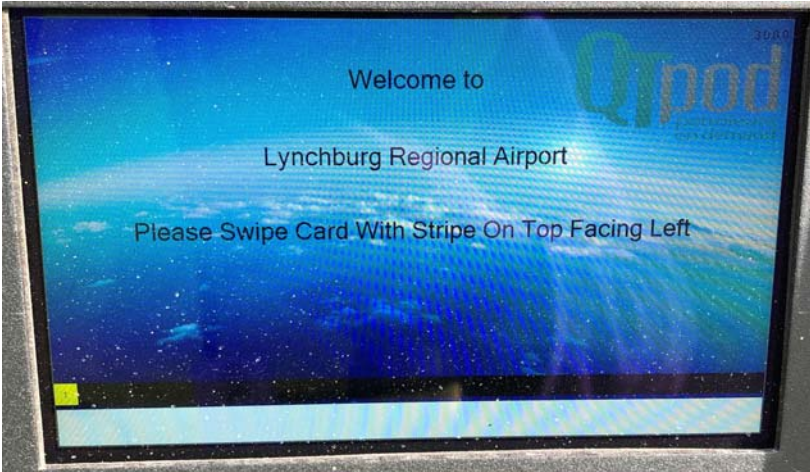 3080
QTpod
Welcome to
Lynchburg Regional Airport
Please Swipe Card With Stripe On Top Facing Left